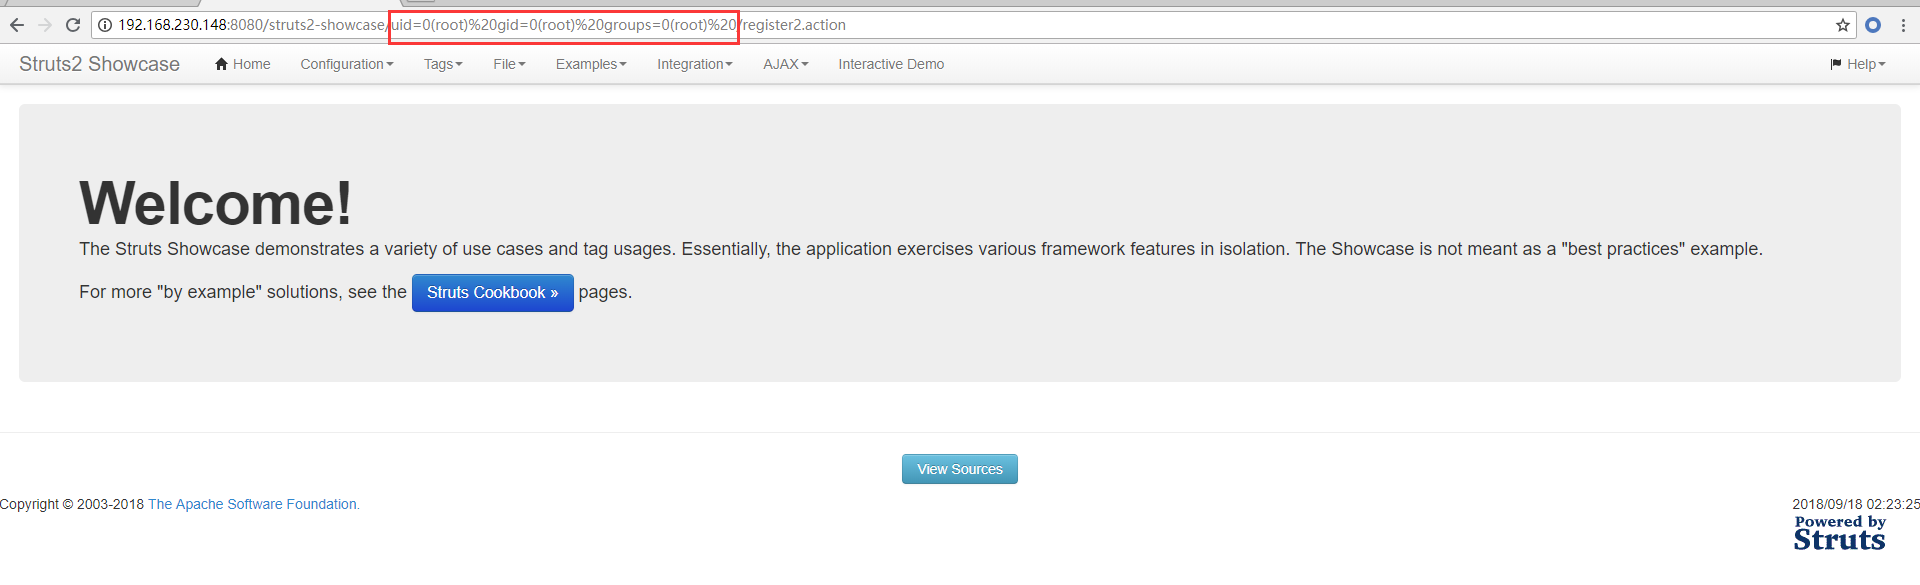 192.168.230.148:8080/struts2-showcase/uid=0(root)%20gid=0(root)%20groups=0(root)%20/register2.action
Struts2 Showcase Home Configuration Tags File Examples Integration AJAX Interactive Demo Help
Welcome!
The Struts Showcase demonstrates a variety of use cases and tag usages. Essentially, the application exercises various framework features in isolation. The Showcase is not meant as a "best practices" example.
For more "by example" solutions, see the Struts Cookbook » pages.
View Sources
Copyright © 2003-2018 The Apache Software Foundation.
2018/09/18 02:23:25
Powered by
Struts